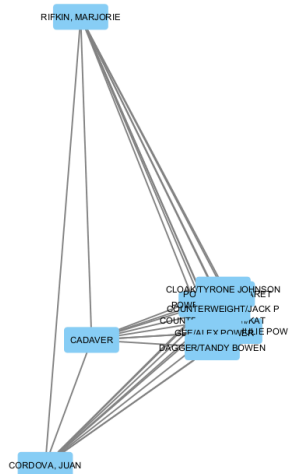 RIFKIN, MARJORIE
CLOAK/TYRONE JOHNSON
COUNTERWEIGHT/JACK P
GEE/ALEX POWER
DAGGER/TANDY BOWEN
CADAVER
CORDOVA, JUAN